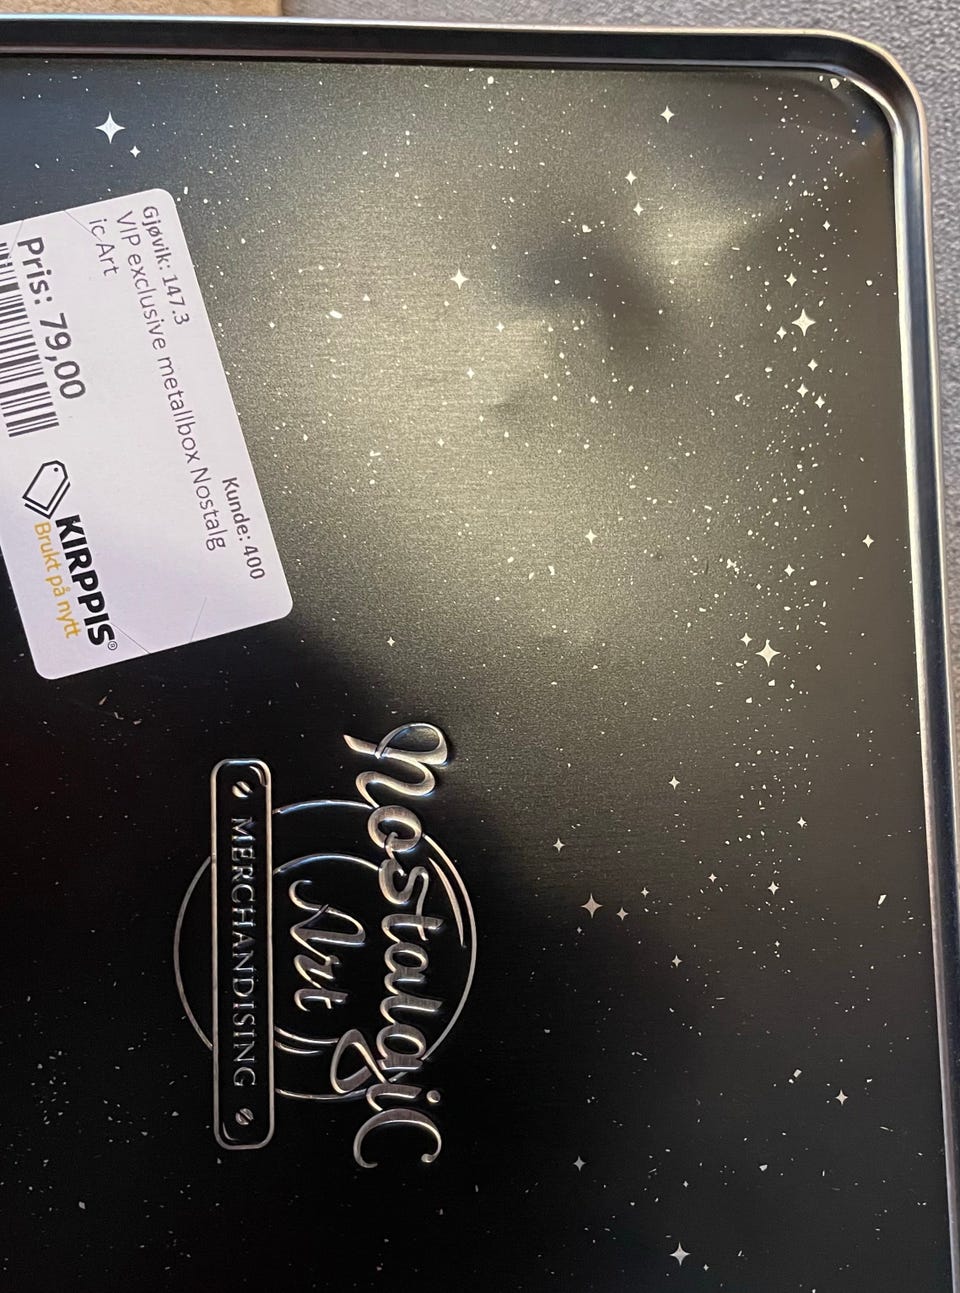 Kunde: 400
Gjøvik: 147.3
VIP exclusive metallbox Nostalg
ic Art
Pris: 79,00
KIRPPIS®
Brukt på nytt
Nostalgic
Art
MERCHANDISING